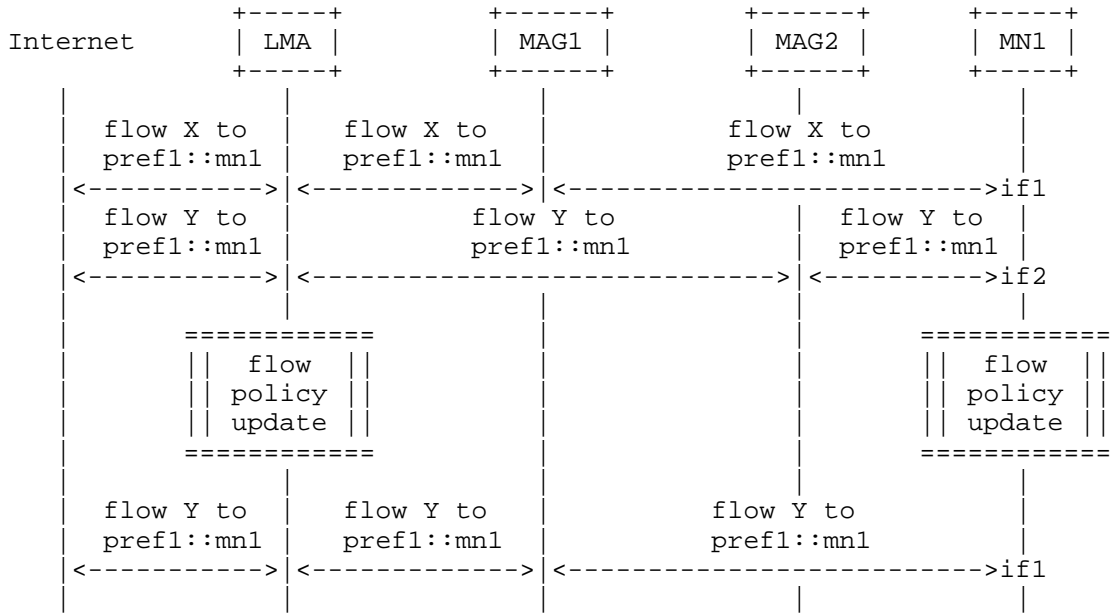 Internet | LMA | | MAG1 | | MAG2 | | MN1 |
flow X to flow X to flow X to
pref1::mn1 pref1::mn1 pref1::mn1
|<----------->|<------------->|<-------------------------->if1
flow Y to flow Y to flow Y to
pref1::mn1 pref1::mn1 pref1::mn1
|<----------->|<----------------------------->|<---------->if2
============ ============
|| flow || || flow ||
|| policy || || policy ||
|| update || || update ||
============ ============
flow Y to flow Y to flow Y to
pref1::mn1 pref1::mn1 pref1::mn1
|<----------->|<------------->|<-------------------------->if1